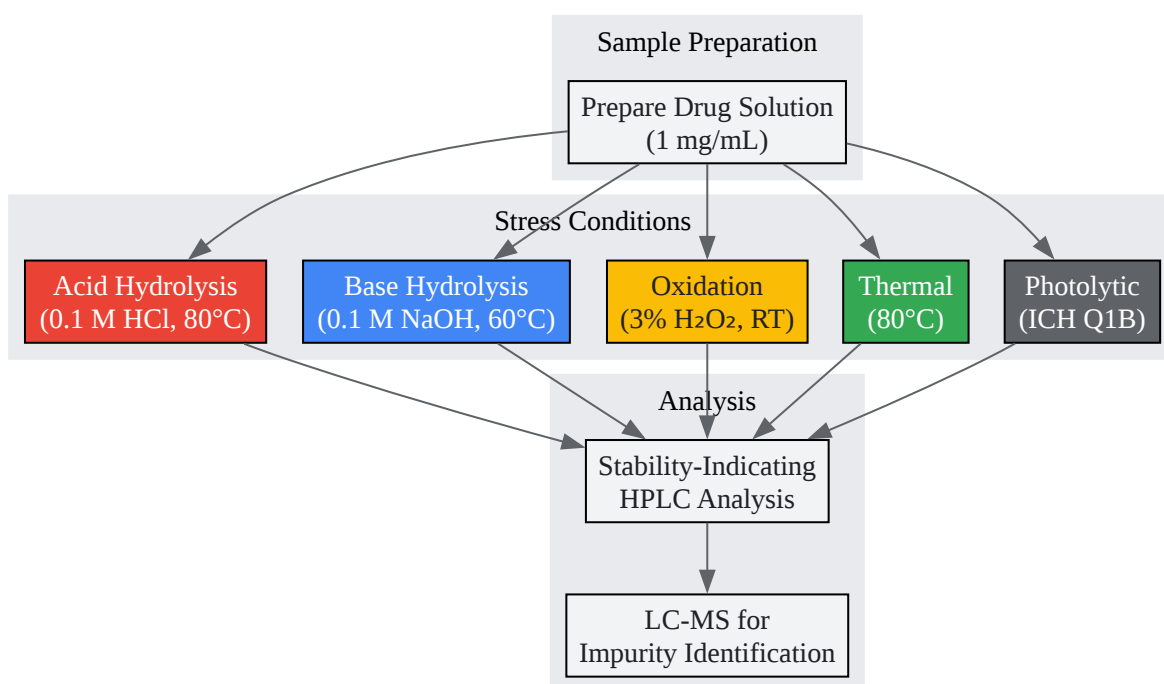 Sample Preparation
Prepare Drug Solution
(1 mg/mL)
Stress Conditions
Acid Hydrolysis
(0.1 M HCl, 80°C)
Base Hydrolysis
(0.1 M NaOH, 60°C)
Oxidation
(3% H₂O₂, RT)
Thermal
(80°C)
Photolytic
(ICH Q1B)
Analysis
Stability-Indicating
HPLC Analysis
LC-MS for
Impurity Identification